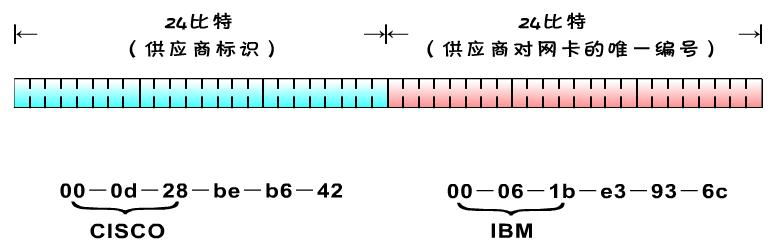 24比特
（供应商标识）
24比特
（供应商对网卡的唯一编号）
00－0d－28－be－b6－42
00－06－1b－e3－93－6c
CISCO
IBM